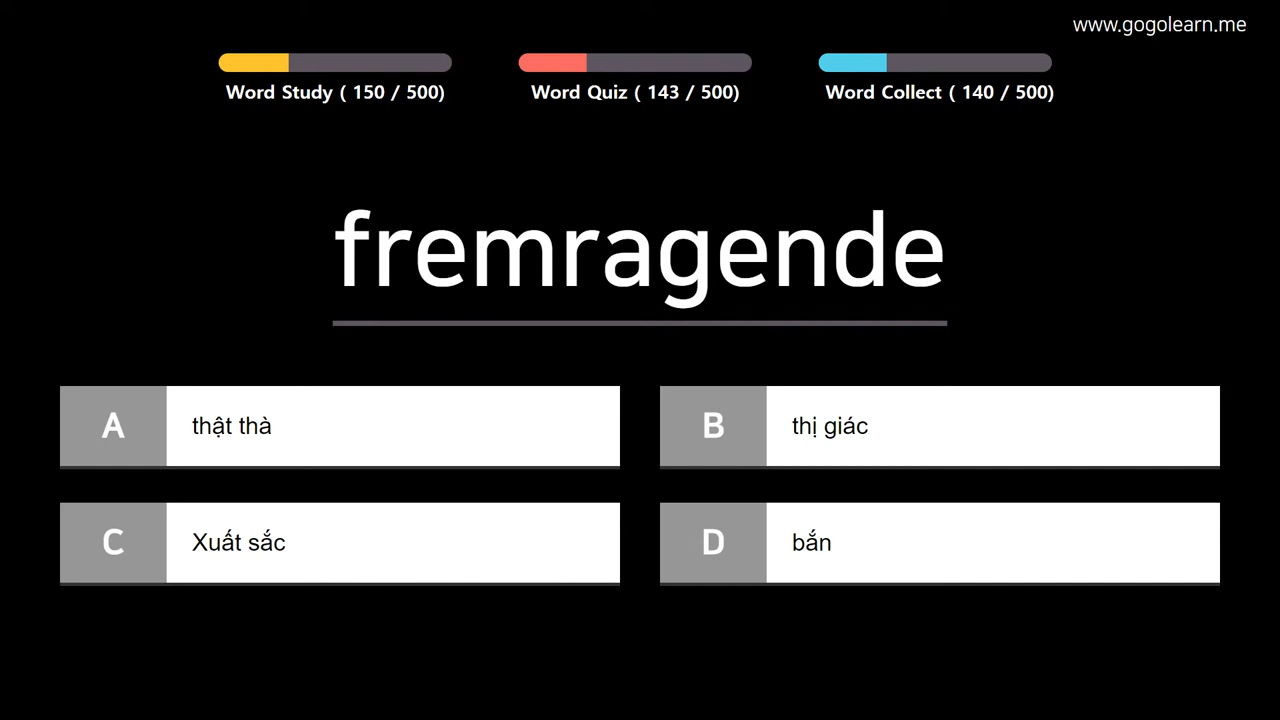 www.gogolearn.me
Word Study ( 150 / 500)
Word Quiz ( 143 / 500)
Word Collect ( 140 / 500)
fremragende
A thật thà
B thị giác
C Xuất sắc
D bắn